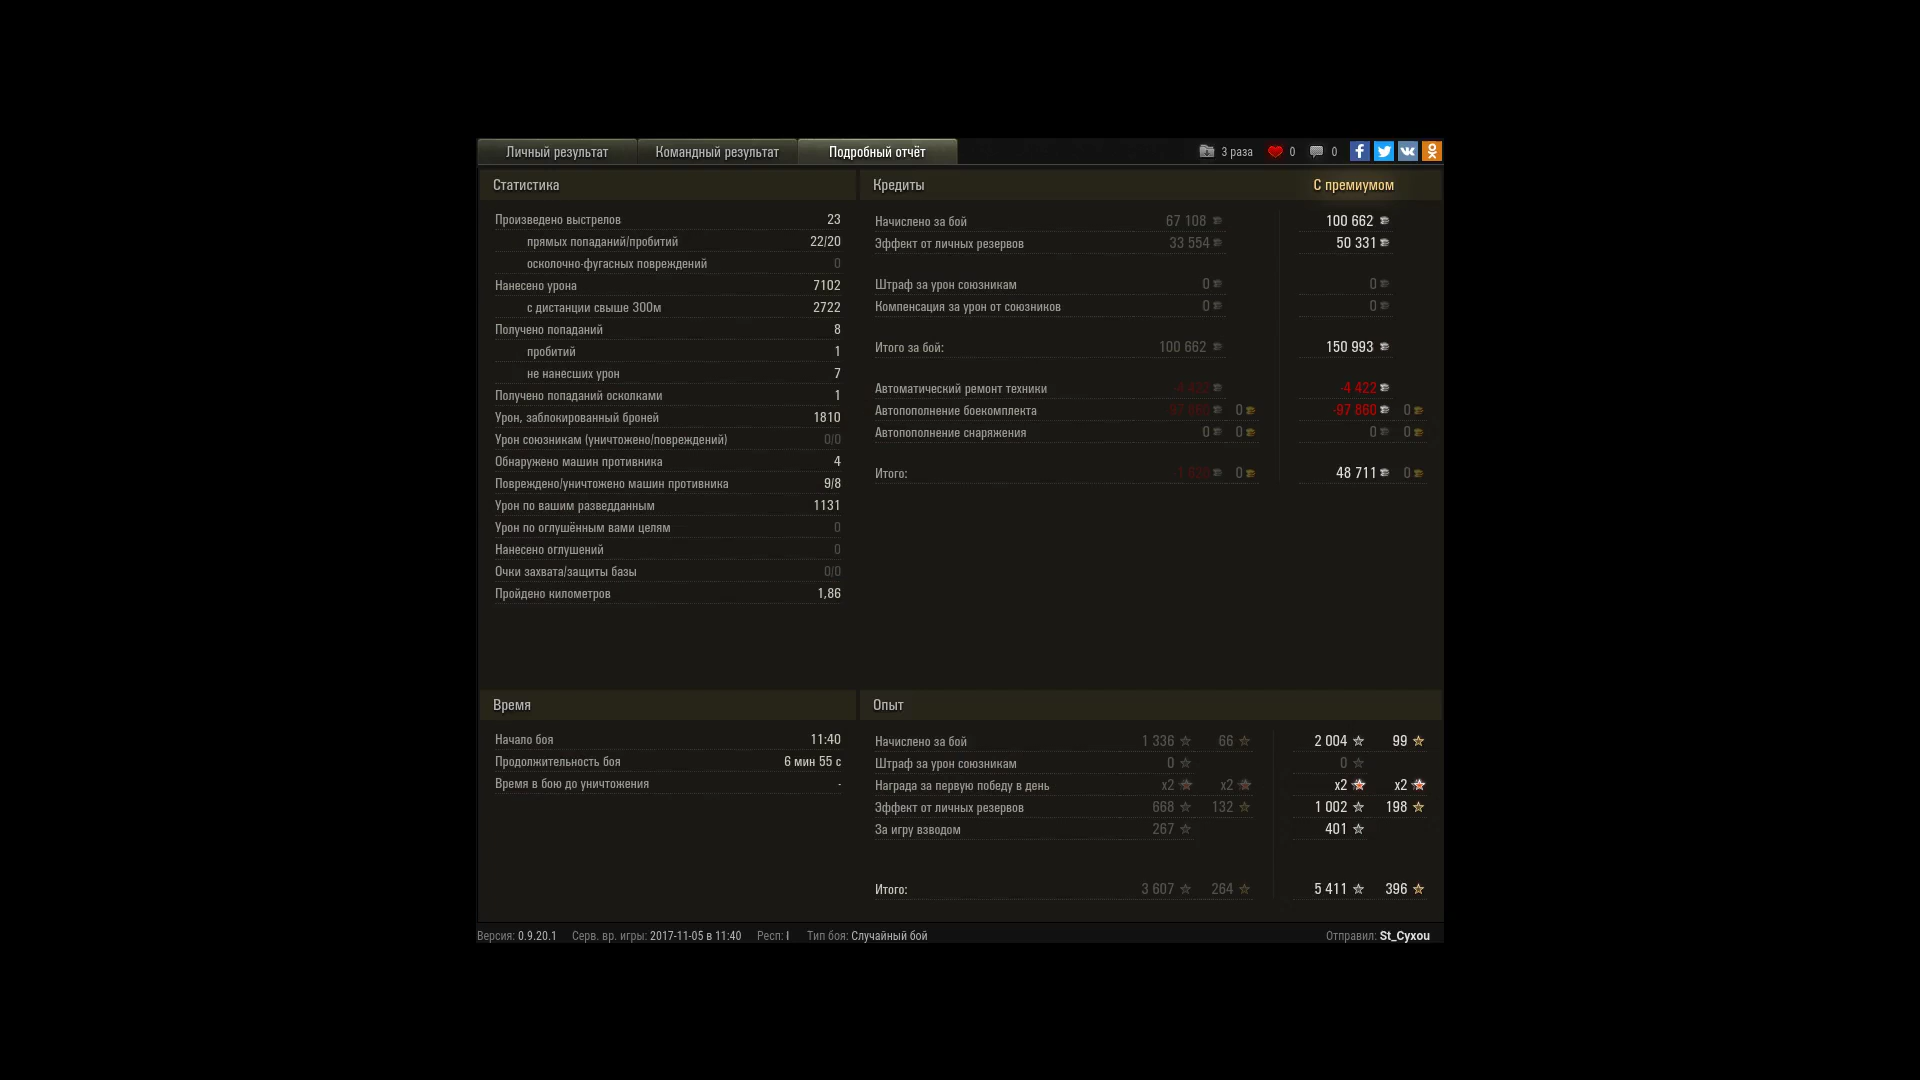 Личный результат Командный результат Подробный отчёт 3 раза 0 0
Статистика
Произведено выстрелов 23
прямых попаданий/пробитий 22/20
осколочно-фугасных повреждений 0
Нанесено урона 7102
с дистанции свыше 300м 2722
Получено попаданий 8
пробитий 1
не нанесших урон 7
Получено попаданий осколками 1
Урон, заблокированный броней 1810
Урон союзникам (уничтожено/повреждений) 0/0
Обнаружено машин противника 4
Повреждено/уничтожено машин противника 9/8
Урон по вашим разведданным 1131
Урон по оглушённым вами целям 0
Нанесено оглушений 0
Очки захвата/защиты базы 0/0
Пройдено километров 1,86
Кредиты С премиумом
Начислено за бой 67 108 100 662
Эффект от личных резервов 33 554 50 331
Штраф за урон союзникам 0 0
Компенсация за урон от союзников 0 0
Итого за бой: 100 662 150 993
Автоматический ремонт техники -4 422 -4 422
Автопополнение боекомплекта -97 860 0 -97 860 0
Автопополнение снаряжения 0 0 0 0
Итого: 0 48 711 0
Время
Начало боя 11:40
Продолжительность боя 6 мин 55 с
Время в бою до уничтожения -
Опыт
Начислено за бой 1 336 66 2 004 99
Штраф за урон союзникам 0 0
Награда за первую победу в день x2 x2 x2 x2
Эффект от личных резервов 668 132 1 002 198
За игру взводом 267 401
Итого: 3 607 264 5 411 396
Версия: 0.9.20.1 Серв. вр. игры: 2017-11-05 в 11:40 Респ: I Тип боя: Случайный бой Отправил: St_Cyxou